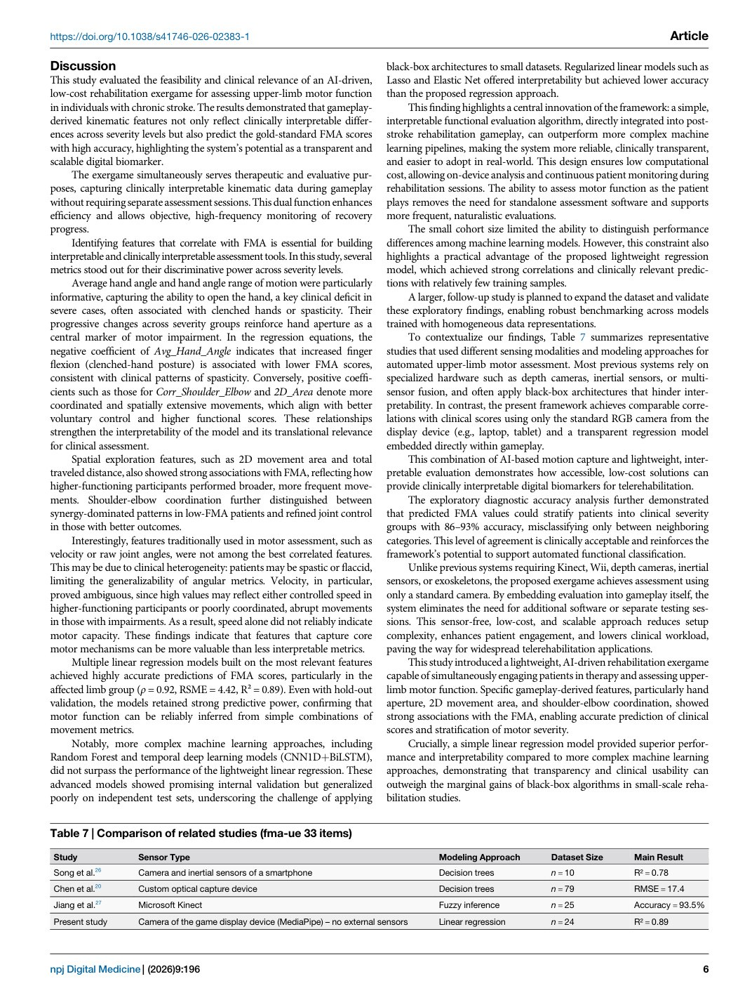 https://doi.org/10.1038/s41746-026-02383-1
Article
Discussion
This study evaluated the feasibility and clinical relevance of an AI-driven,
low-cost rehabilitation exergame for assessing upper-limb motor function
in individuals with chronic stroke. The results demonstrated that gameplay-
derived kinematic features not only reflect clinically interpretable differ-
ences across severity levels but also predict the gold-standard FMA scores
with high accuracy, highlighting the system's potential as a transparent and
scalable digital biomarker.
The exergame simultaneously serves therapeutic and evaluative pur-
poses, capturing clinically interpretable kinematic data during gameplay
without requiring separate assessment sessions. This dual function enhances
efficiency and allows objective, high-frequency monitoring of recovery
progress.
Identifying features that correlate with FMA is essential for building
interpretable and clinically interpretable assessment tools. In this study, several
metrics stood out for their discriminative power across severity levels.
Average hand angle and hand angle range of motion were particularly
informative, capturing the ability to open the hand, a key clinical deficit in
severe cases, often associated with clenched hands or spasticity. Their
progressive changes across severity groups reinforce hand aperture as a
central marker of motor impairment. In the regression equations, the
negative coefficient of Avg_Hand_Angle indicates that increased finger
flexion (clenched-hand posture) is associated with lower FMA scores,
consistent with clinical patterns of spasticity. Conversely, positive coeffi-
cients such as those for Corr_Shoulder_Elbow and 2D_Area denote more
coordinated and spatially extensive movements, which align with better
voluntary control and higher functional scores. These relationships
strengthen the interpretability of the model and its translational relevance
for clinical assessment.
Spatial exploration features, such as 2D movement area and total
traveled distance, also showed strong associations with FMA, reflecting how
higher-functioning participants performed broader, more frequent move-
ments. Shoulder-elbow coordination further distinguished between
synergy-dominated patterns in low-FMA patients and refined joint control
in those with better outcomes.
Interestingly, features traditionally used in motor assessment, such as
velocity or raw joint angles, were not among the best correlated features.
This may be due to clinical heterogeneity: patients may be spastic or flaccid,
limiting the generalizability of angular metrics. Velocity, in particular,
proved ambiguous, since high values may reflect either controlled speed in
higher-functioning participants or poorly coordinated, abrupt movements
in those with impairments. As a result, speed alone did not reliably indicate
motor capacity. These findings indicate that features that capture core
motor mechanisms can be more valuable than less interpretable metrics.
Multiple linear regression models built on the most relevant features
achieved highly accurate predictions of FMA scores, particularly in the
affected limb group (ρ = 0.92, RSME = 4.42, R² = 0.89). Even with hold-out
validation, the models retained strong predictive power, confirming that
motor function can be reliably inferred from simple combinations of
movement metrics.
Notably, more complex machine learning approaches, including
Random Forest and temporal deep learning models (CNN1D+BiLSTM),
did not surpass the performance of the lightweight linear regression. These
advanced models showed promising internal validation but generalized
poorly on independent test sets, underscoring the challenge of applying
black-box architectures to small datasets. Regularized linear models such as
Lasso and Elastic Net offered interpretability but achieved lower accuracy
than the proposed regression approach.
This finding highlights a central innovation of the framework: a simple,
interpretable functional evaluation algorithm, directly integrated into post-
stroke rehabilitation gameplay, can outperform more complex machine
learning pipelines, making the system more reliable, clinically transparent,
and easier to adopt in real-world. This design ensures low computational
cost, allowing on-device analysis and continuous patient monitoring during
rehabilitation sessions. The ability to assess motor function as the patient
plays removes the need for standalone assessment software and supports
more frequent, naturalistic evaluations.
The small cohort size limited the ability to distinguish performance
differences among machine learning models. However, this constraint also
highlights a practical advantage of the proposed lightweight regression
model, which achieved strong correlations and clinically relevant predic-
tions with relatively few training samples.
A larger, follow-up study is planned to expand the dataset and validate
these exploratory findings, enabling robust benchmarking across models
trained with homogeneous data representations.
To contextualize our findings, Table 7 summarizes representative
studies that used different sensing modalities and modeling approaches for
automated upper-limb motor assessment. Most previous systems rely on
specialized hardware such as depth cameras, inertial sensors, or multi-
sensor fusion, and often apply black-box architectures that hinder inter-
pretability. In contrast, the present framework achieves comparable corre-
lations with clinical scores using only the standard RGB camera from the
display device (e.g., laptop, tablet) and a transparent regression model
embedded directly within gameplay.
This combination of AI-based motion capture and lightweight, inter-
pretable evaluation demonstrates how accessible, low-cost solutions can
provide clinically interpretable digital biomarkers for telerehabilitation.
The exploratory diagnostic accuracy analysis further demonstrated
that predicted FMA values could stratify patients into clinical severity
groups with 86–93% accuracy, misclassifying only between neighboring
categories. This level of agreement is clinically acceptable and reinforces the
framework's potential to support automated functional classification.
Unlike previous systems requiring Kinect, Wii, depth cameras, inertial
sensors, or exoskeletons, the proposed exergame achieves assessment using
only a standard camera. By embedding evaluation into gameplay itself, the
system eliminates the need for additional software or separate testing ses-
sions. This sensor-free, low-cost, and scalable approach reduces setup
complexity, enhances patient engagement, and lowers clinical workload,
paving the way for widespread telerehabilitation applications.
This study introduced a lightweight, AI-driven rehabilitation exergame
capable of simultaneously engaging patients in therapy and assessing upper-
limb motor function. Specific gameplay-derived features, particularly hand
aperture, 2D movement area, and shoulder-elbow coordination, showed
strong associations with the FMA, enabling accurate prediction of clinical
scores and stratification of motor severity.
Crucially, a simple linear regression model provided superior perfor-
mance and interpretability compared to more complex machine learning
approaches, demonstrating that transparency and clinical usability can
outweigh the marginal gains of black-box algorithms in small-scale reha-
bilitation studies.
Table 7 | Comparison of related studies (fma-ue 33 items)
Study Sensor Type Modeling Approach Dataset Size Main Result
Song et al.26 Camera and inertial sensors of a smartphone Decision trees n = 10 R² = 0.78
Chen et al.20 Custom optical capture device Decision trees n = 79 RMSE = 17.4
Jiang et al.27 Microsoft Kinect Fuzzy inference n = 25 Accuracy = 93.5%
Present study Camera of the game display device (MediaPipe) – no external sensors Linear regression n = 24 R² = 0.89
npj Digital Medicine | (2026)9:196
6